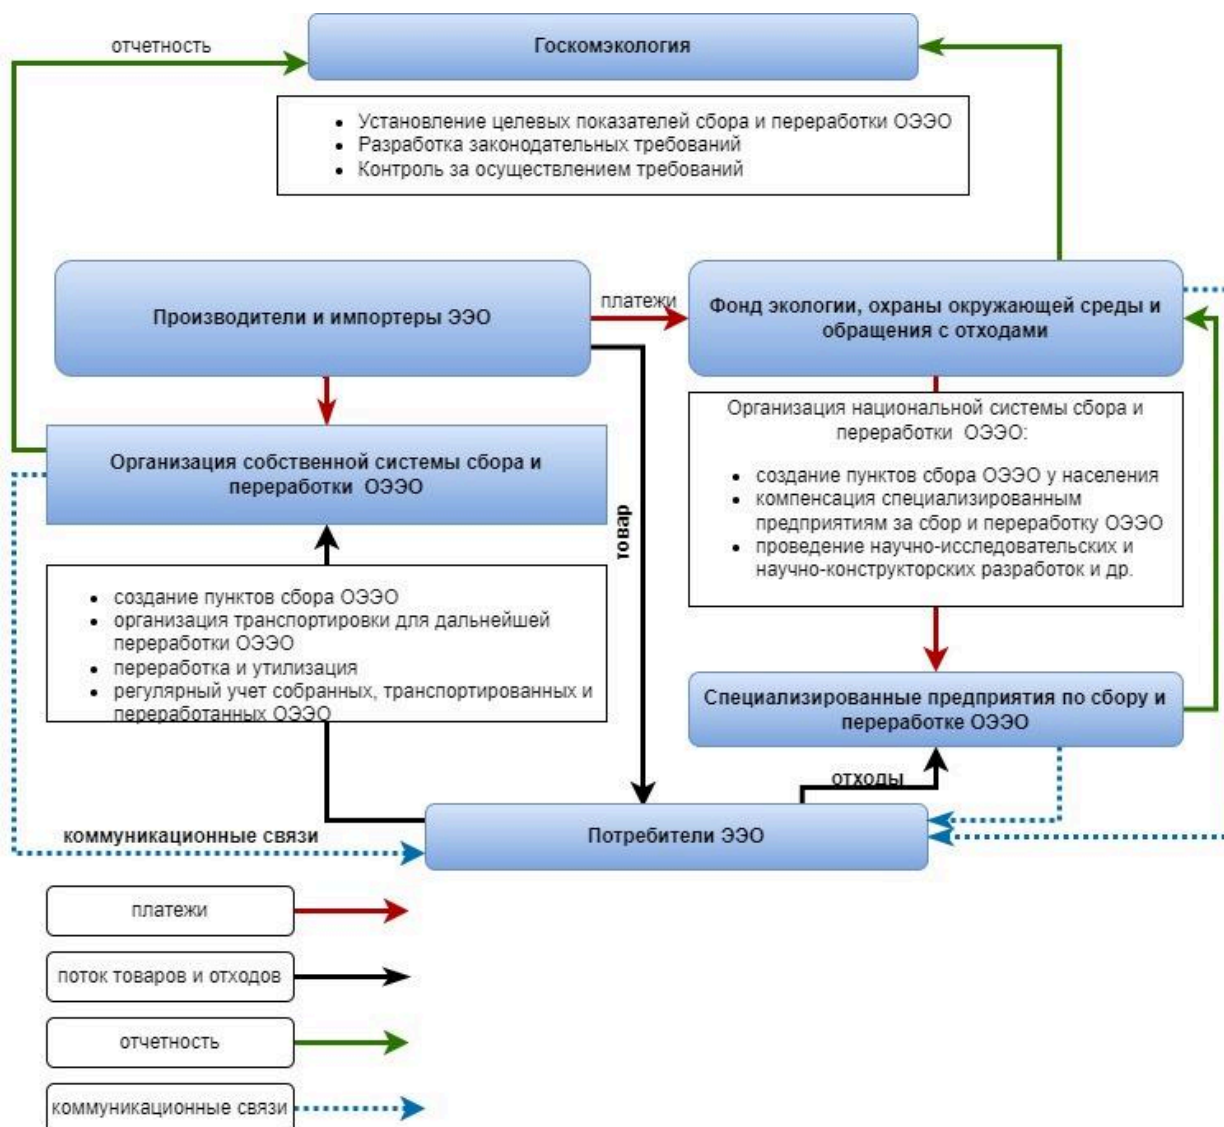 отчетность
Госкомэкология
• Установление целевых показателей сбора и переработки ОЭЭО
• Разработка законодательных требований
• Контроль за осуществлением требований
Производители и импортеры ЭЭО
платежи
Фонд экологии, охраны окружающей среды и
обращения с отходами
Организация собственной системы сбора и
переработки ОЭЭО
товар
Организация национальной системы сбора и
переработки ОЭЭО:
• создание пунктов сбора ОЭЭО у населения
• компенсация специализированным
предприятиям за сбор и переработку ОЭЭО
• проведение научно-исследовательских и
научно-конструкторских разработок и др.
• создание пунктов сбора ОЭЭО
• организация транспортировки для дальнейшей
переработки ОЭЭО
• переработка и утилизация
• регулярный учет собранных, транспортированных и
переработанных ОЭЭО
Специализированные предприятия по сбору и
переработке ОЭЭО
отходы
Потребители ЭЭО
коммуникационные связи
платежи
поток товаров и отходов
отчетность
коммуникационные связи